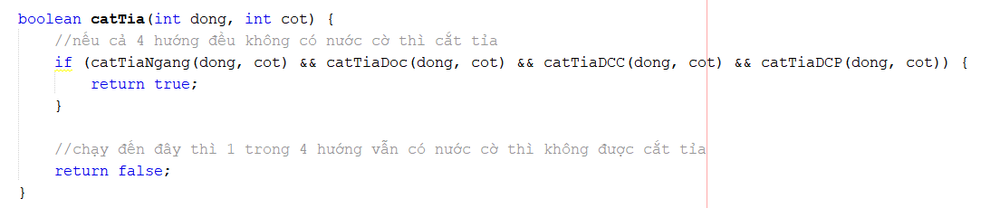 boolean catTia(int dong, int cot) {
//nếu cả 4 hướng đều không có nước cờ thì cắt tỉa
if (catTiaNgang(dong, cot) && catTiaDoc(dong, cot) && catTiaDCC(dong, cot) && catTiaDCP(dong, cot)) {
return true;
}
//chạy đến đây thì 1 trong 4 hướng vẫn có nước cờ thì không được cắt tỉa
return false;
}